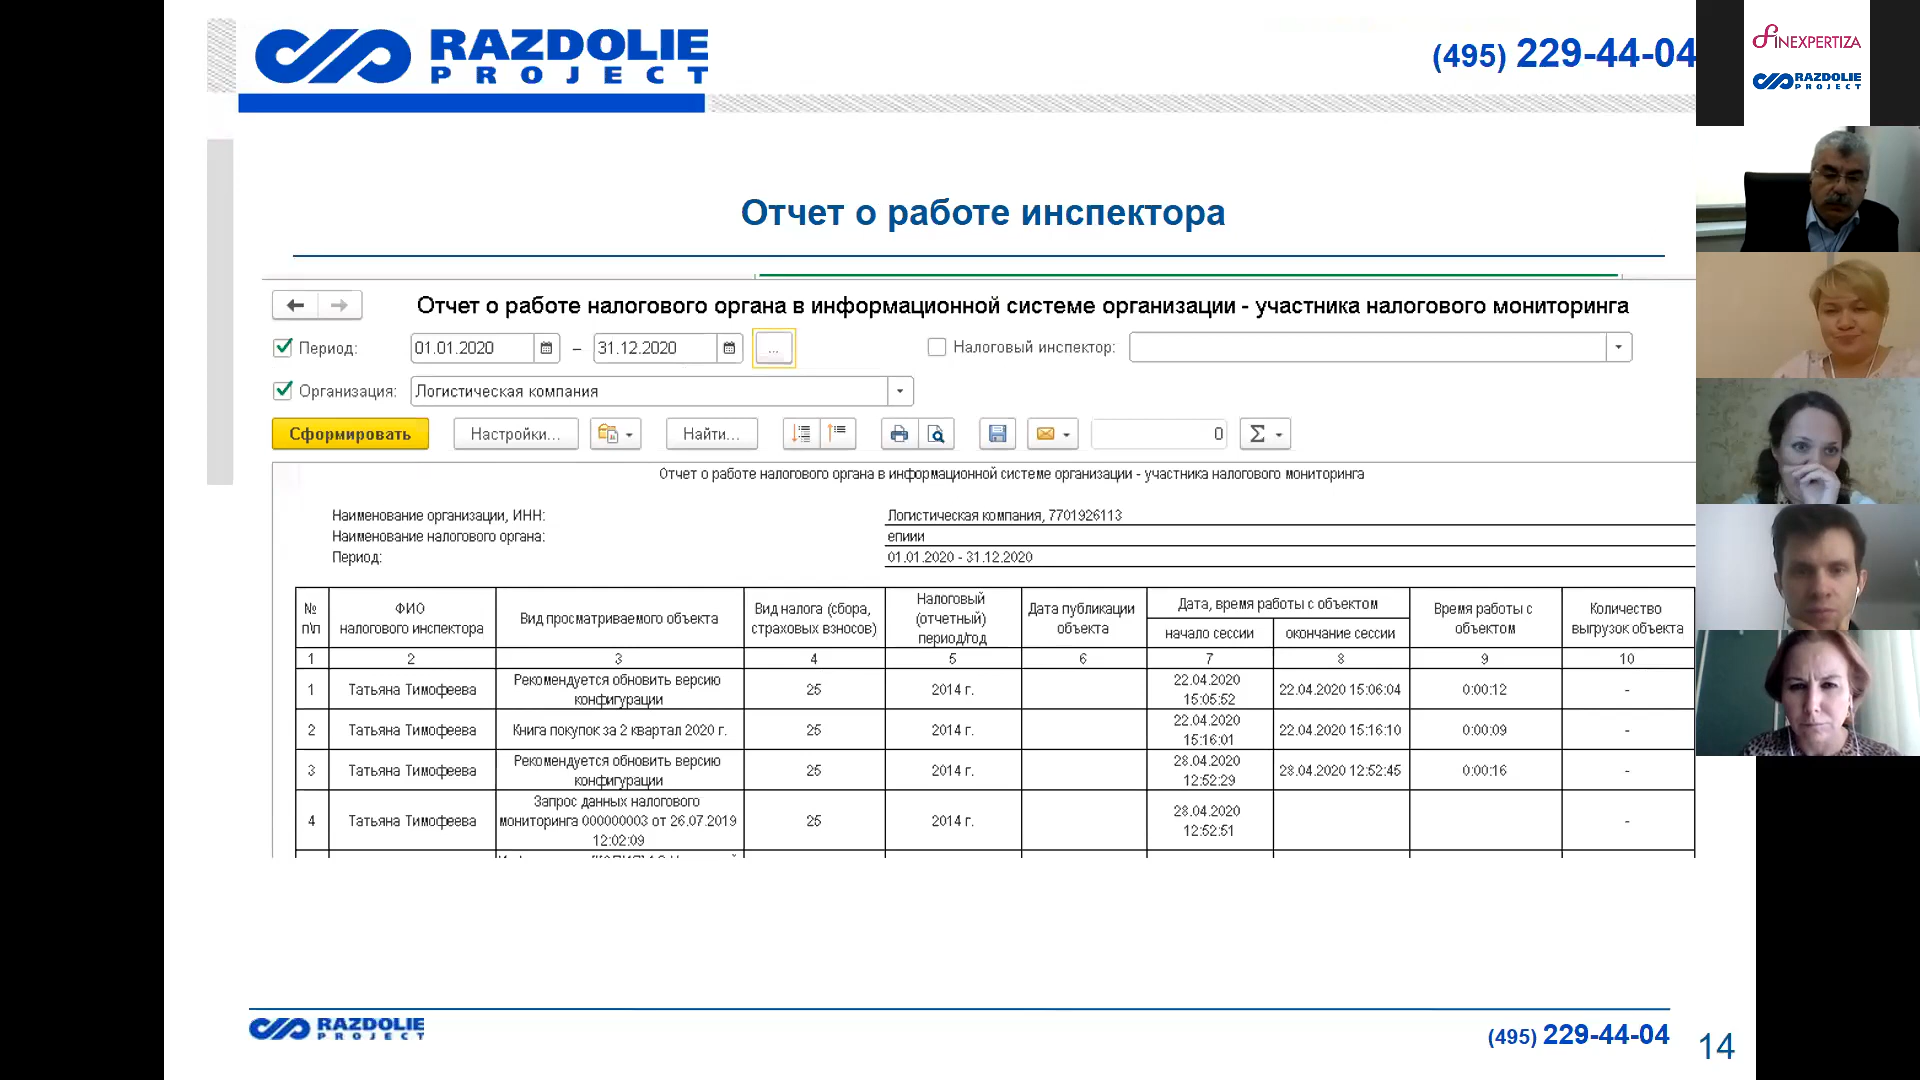 RAZDOLIE
PROJECT
(495) 229-44-04
FINEXPERTIZA
RAZDOLIE
PROJECT
Отчет о работе инспектора
Отчет о работе налогового органа в информационной системе организации - участника налогового мониторинга
Период: 01.01.2020 – 31.12.2020 ... Налоговый инспектор:
Организация: Логистическая компания
Сформировать Настройки... Найти... 0 Σ
Отчет о работе налогового органа в информационной системе организации - участника налогового мониторинга
Наименование организации, ИНН: Логистическая компания, 7701926113
Наименование налогового органа: епиии
Период: 01.01.2020 - 31.12.2020
№ п\п ФИО налогового инспектора Вид просматриваемого объекта Вид налога (сбора, страховых взносов) Налоговый (отчетный) период/год Дата публикации объекта Дата, время работы с объектом Время работы с объектом Количество выгрузок объекта
начало сессии окончание сессии
1 2 3 4 5 6 7 8 9 10
1 Татьяна Тимофеева Рекомендуется обновить версию конфигурации 25 2014 г. 22.04.2020 15:05:52 22.04.2020 15:06:04 0:00:12 -
2 Татьяна Тимофеева Книга покупок за 2 квартал 2020 г. 25 2014 г. 22.04.2020 15:16:01 22.04.2020 15:16:10 0:00:09 -
3 Татьяна Тимофеева Рекомендуется обновить версию конфигурации 25 2014 г. 28.04.2020 12:52:29 28.04.2020 12:52:45 0:00:16 -
4 Татьяна Тимофеева Запрос данных налогового мониторинга 000000003 от 26.07.2019 12:02:09 25 2014 г. 28.04.2020 12:52:51 -
RAZDOLIE
PROJECT
(495) 229-44-04
14